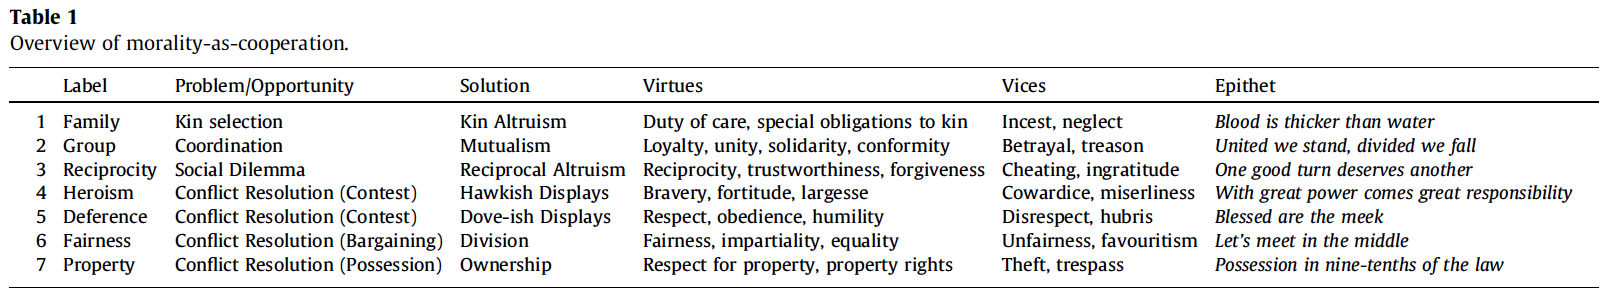 Table 1
Overview of morality-as-cooperation.
Label Problem/Opportunity Solution Virtues Vices Epithet
1 Family Kin selection Kin Altruism Duty of care, special obligations to kin Incest, neglect Blood is thicker than water
2 Group Coordination Mutualism Loyalty, unity, solidarity, conformity Betrayal, treason United we stand, divided we fall
3 Reciprocity Social Dilemma Reciprocal Altruism Reciprocity, trustworthiness, forgiveness Cheating, ingratitude One good turn deserves another
4 Heroism Conflict Resolution (Contest) Hawkish Displays Bravery, fortitude, largesse Cowardice, miserliness With great power comes great responsibility
5 Deference Conflict Resolution (Contest) Dove-ish Displays Respect, obedience, humility Disrespect, hubris Blessed are the meek
6 Fairness Conflict Resolution (Bargaining) Division Fairness, impartiality, equality Unfairness, favouritism Let's meet in the middle
7 Property Conflict Resolution (Possession) Ownership Respect for property, property rights Theft, trespass Possession in nine-tenths of the law